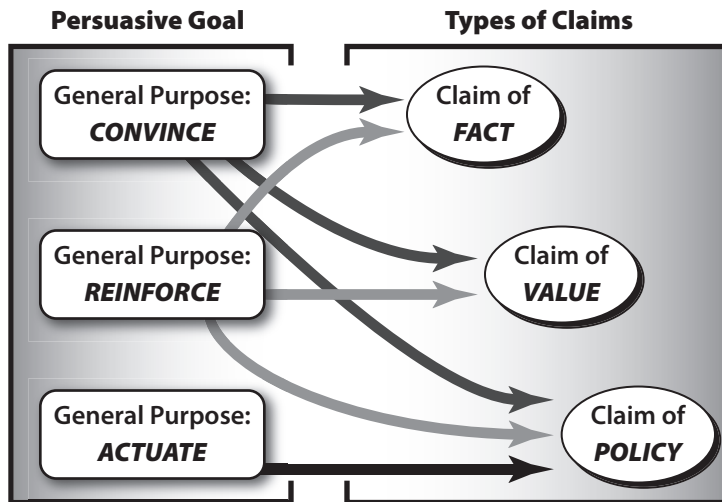 Persuasive Goal
Types of Claims
General Purpose:
CONVINCE
Claim of
FACT
General Purpose:
REINFORCE
Claim of
VALUE
General Purpose:
ACTUATE
Claim of
POLICY